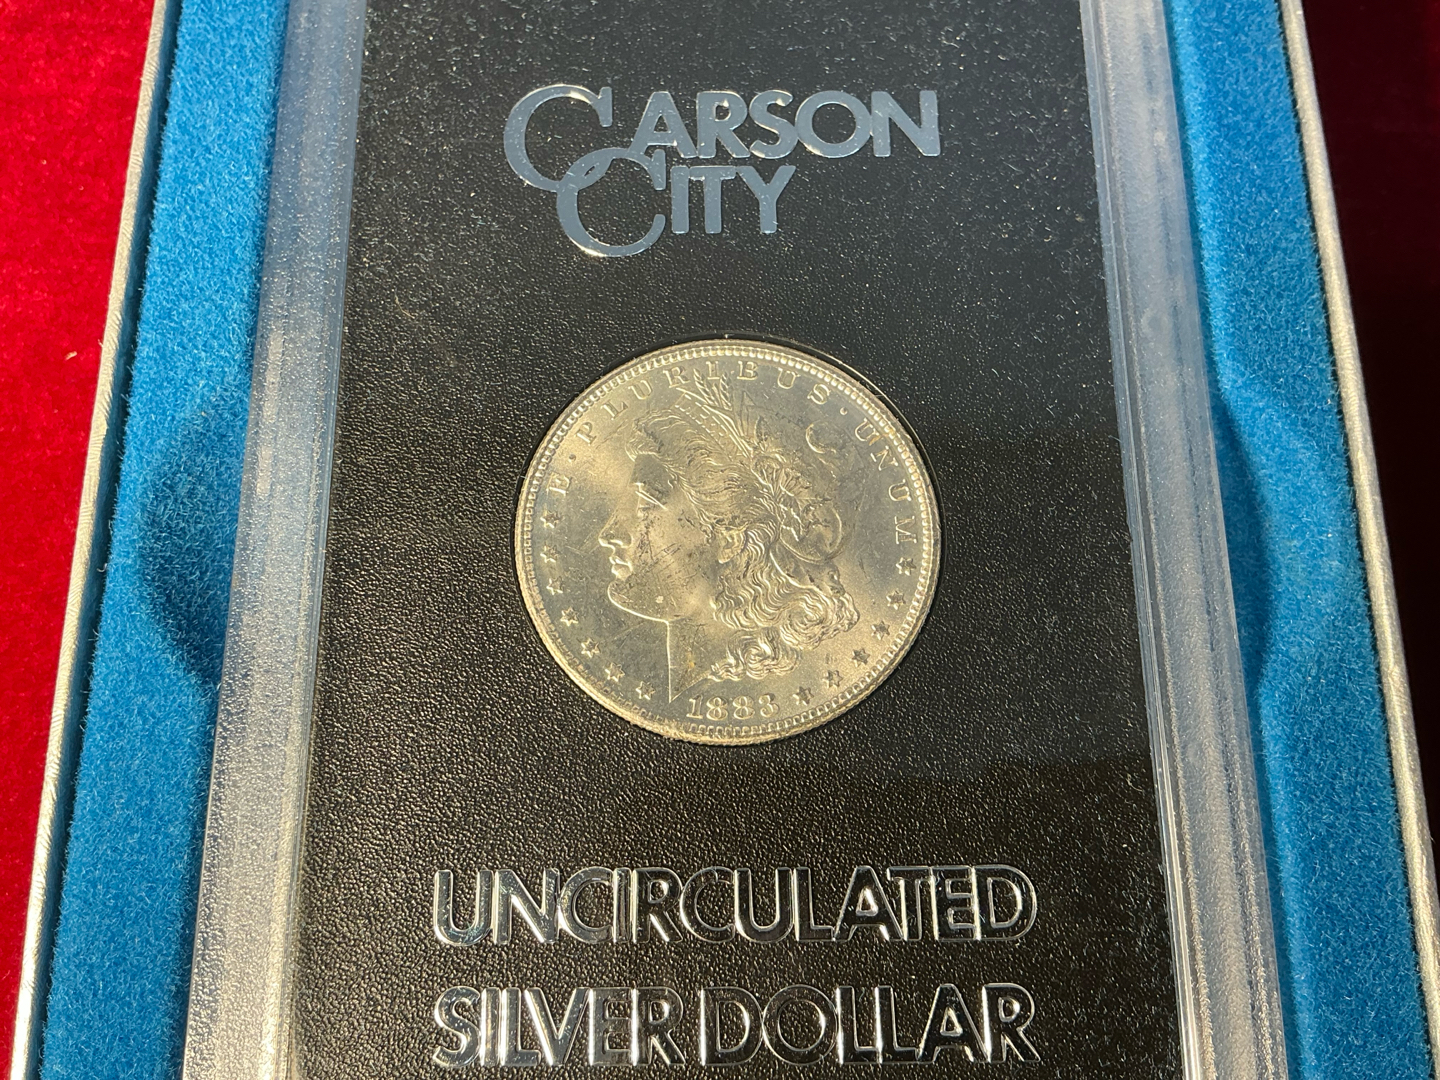 CARSON
CITY
E · PLURIBUS · UNUM
1883
UNCIRCULATED
SILVER DOLLAR